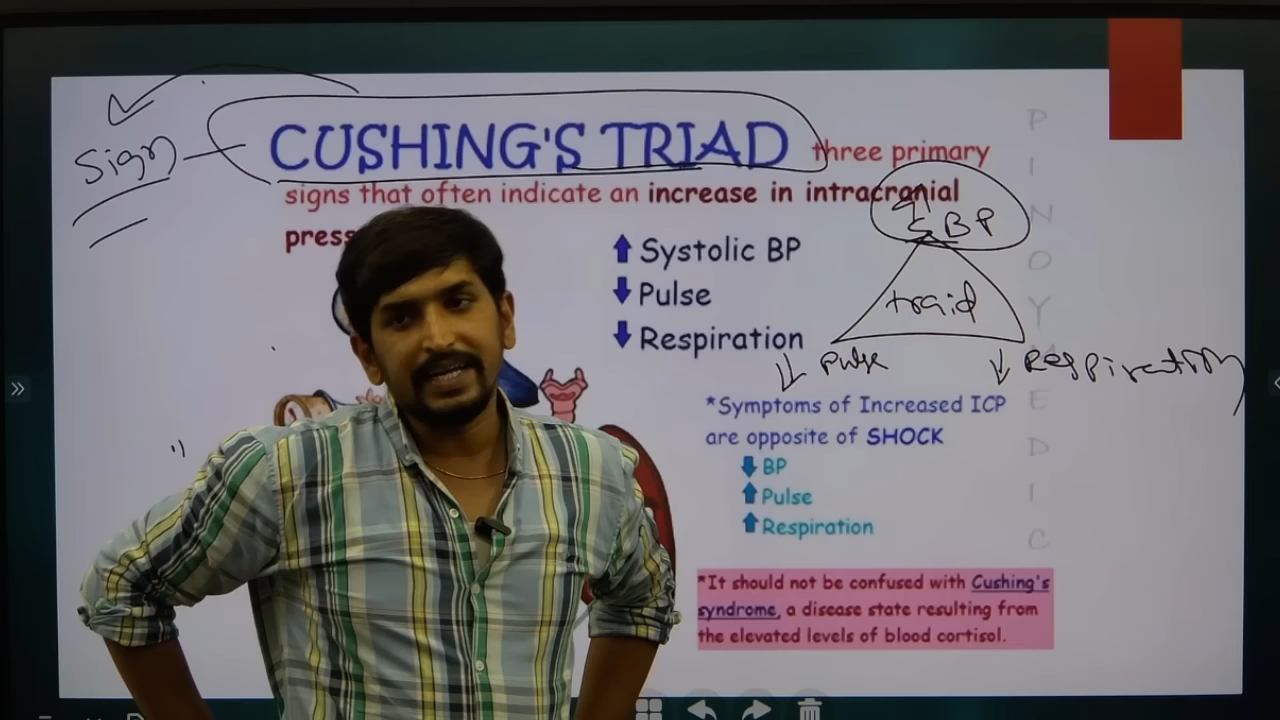 Sign
CUSHING'S TRIAD three primary
signs that often indicate an increase in intracranial
press
↑ SBP
↑ Systolic BP
↓ Pulse
↓ Respiration
traid
↓ Pulse
↓ Respiratory
*Symptoms of Increased ICP
are opposite of SHOCK
↓ BP
↑ Pulse
↑ Respiration
*It should not be confused with Cushing's
syndrome, a disease state resulting from
the elevated levels of blood cortisol.
PINOYMEDIC